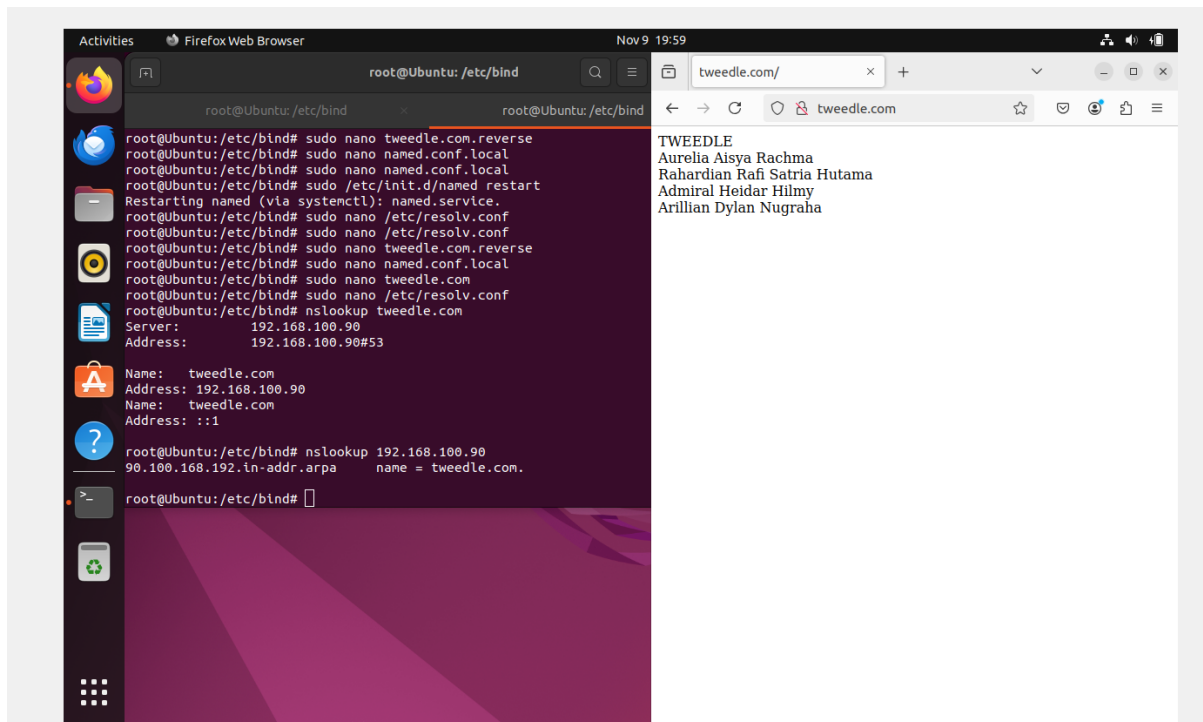 Activities Firefox Web Browser Nov 9 19:59
root@Ubuntu: /etc/bind
root@Ubuntu: /etc/bind × root@Ubuntu: /etc/bind
root@Ubuntu:/etc/bind# sudo nano tweedle.com.reverse
root@Ubuntu:/etc/bind# sudo nano named.conf.local
root@Ubuntu:/etc/bind# sudo nano named.conf.local
root@Ubuntu:/etc/bind# sudo /etc/init.d/named restart
Restarting named (via systemctl): named.service.
root@Ubuntu:/etc/bind# sudo nano /etc/resolv.conf
root@Ubuntu:/etc/bind# sudo nano /etc/resolv.conf
root@Ubuntu:/etc/bind# sudo nano tweedle.com.reverse
root@Ubuntu:/etc/bind# sudo nano named.conf.local
root@Ubuntu:/etc/bind# sudo nano tweedle.com
root@Ubuntu:/etc/bind# sudo nano /etc/resolv.conf
root@Ubuntu:/etc/bind# nslookup tweedle.com
Server: 192.168.100.90
Address: 192.168.100.90#53
Name: tweedle.com
Address: 192.168.100.90
Name: tweedle.com
Address: ::1
root@Ubuntu:/etc/bind# nslookup 192.168.100.90
90.100.168.192.in-addr.arpa name = tweedle.com.
root@Ubuntu:/etc/bind#
tweedle.com/
tweedle.com
TWEEDLE
Aurelia Aisya Rachma
Rahardian Rafi Satria Hutama
Admiral Heidar Hilmy
Arillian Dylan Nugraha